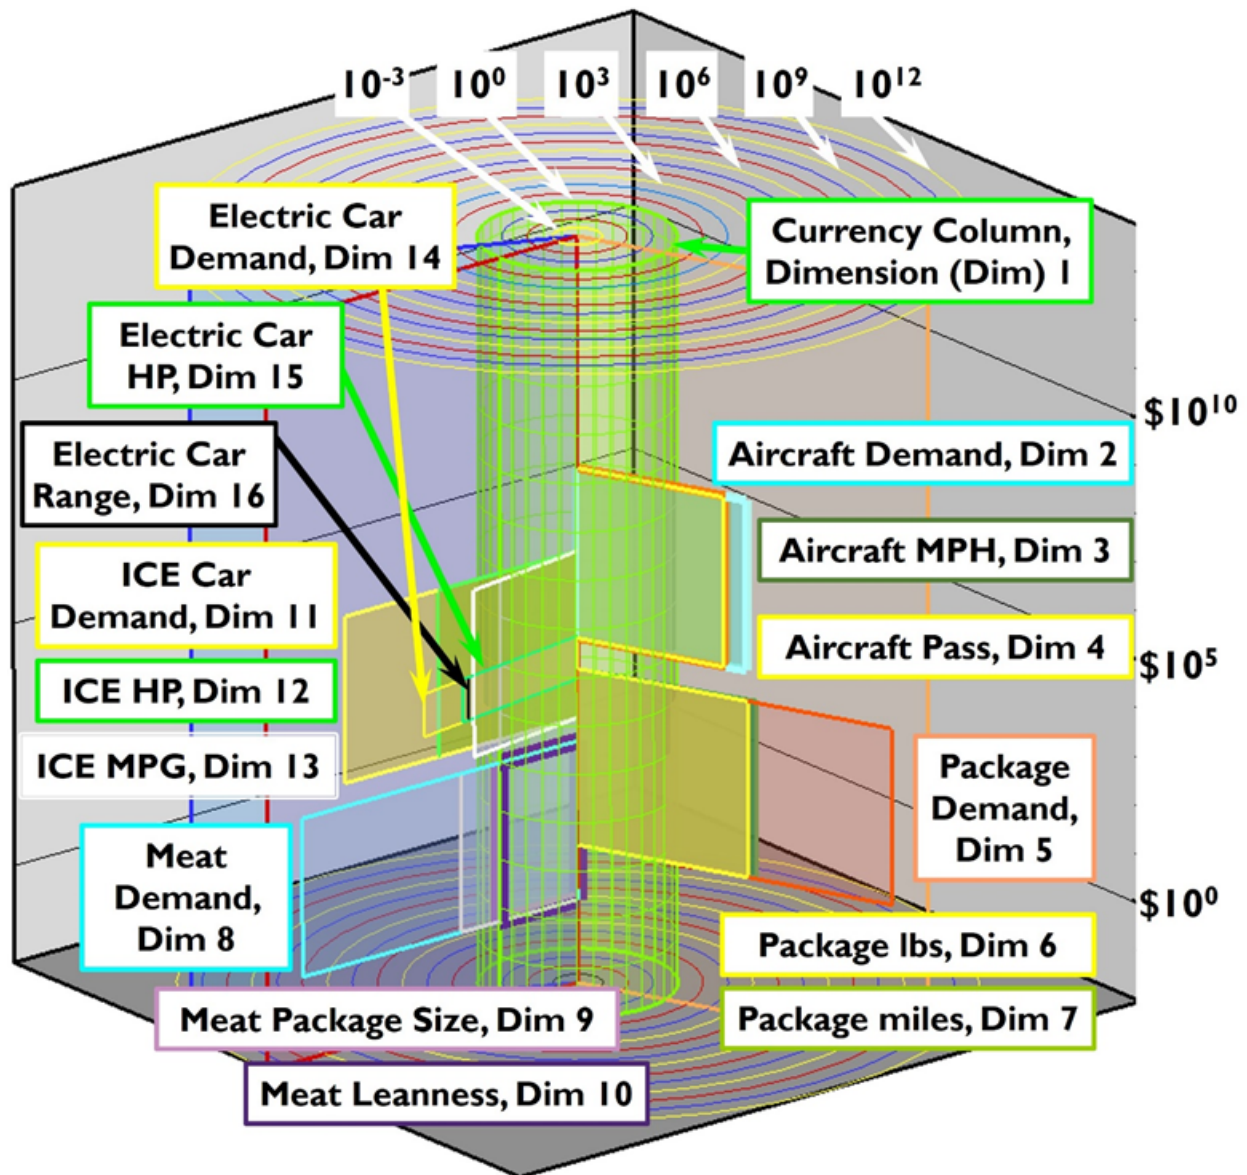 10⁻³ 10⁰ 10³ 10⁶ 10⁹ 10¹²
Electric Car
Demand, Dim 14
Currency Column,
Dimension (Dim) 1
Electric Car
HP, Dim 15
$10¹⁰
Electric Car
Range, Dim 16
Aircraft Demand, Dim 2
Aircraft MPH, Dim 3
ICE Car
Demand, Dim 11
Aircraft Pass, Dim 4
$10⁵
ICE HP, Dim 12
ICE MPG, Dim 13
Package
Demand,
Dim 5
Meat
Demand,
Dim 8
$10⁰
Package lbs, Dim 6
Meat Package Size, Dim 9
Package miles, Dim 7
Meat Leanness, Dim 10